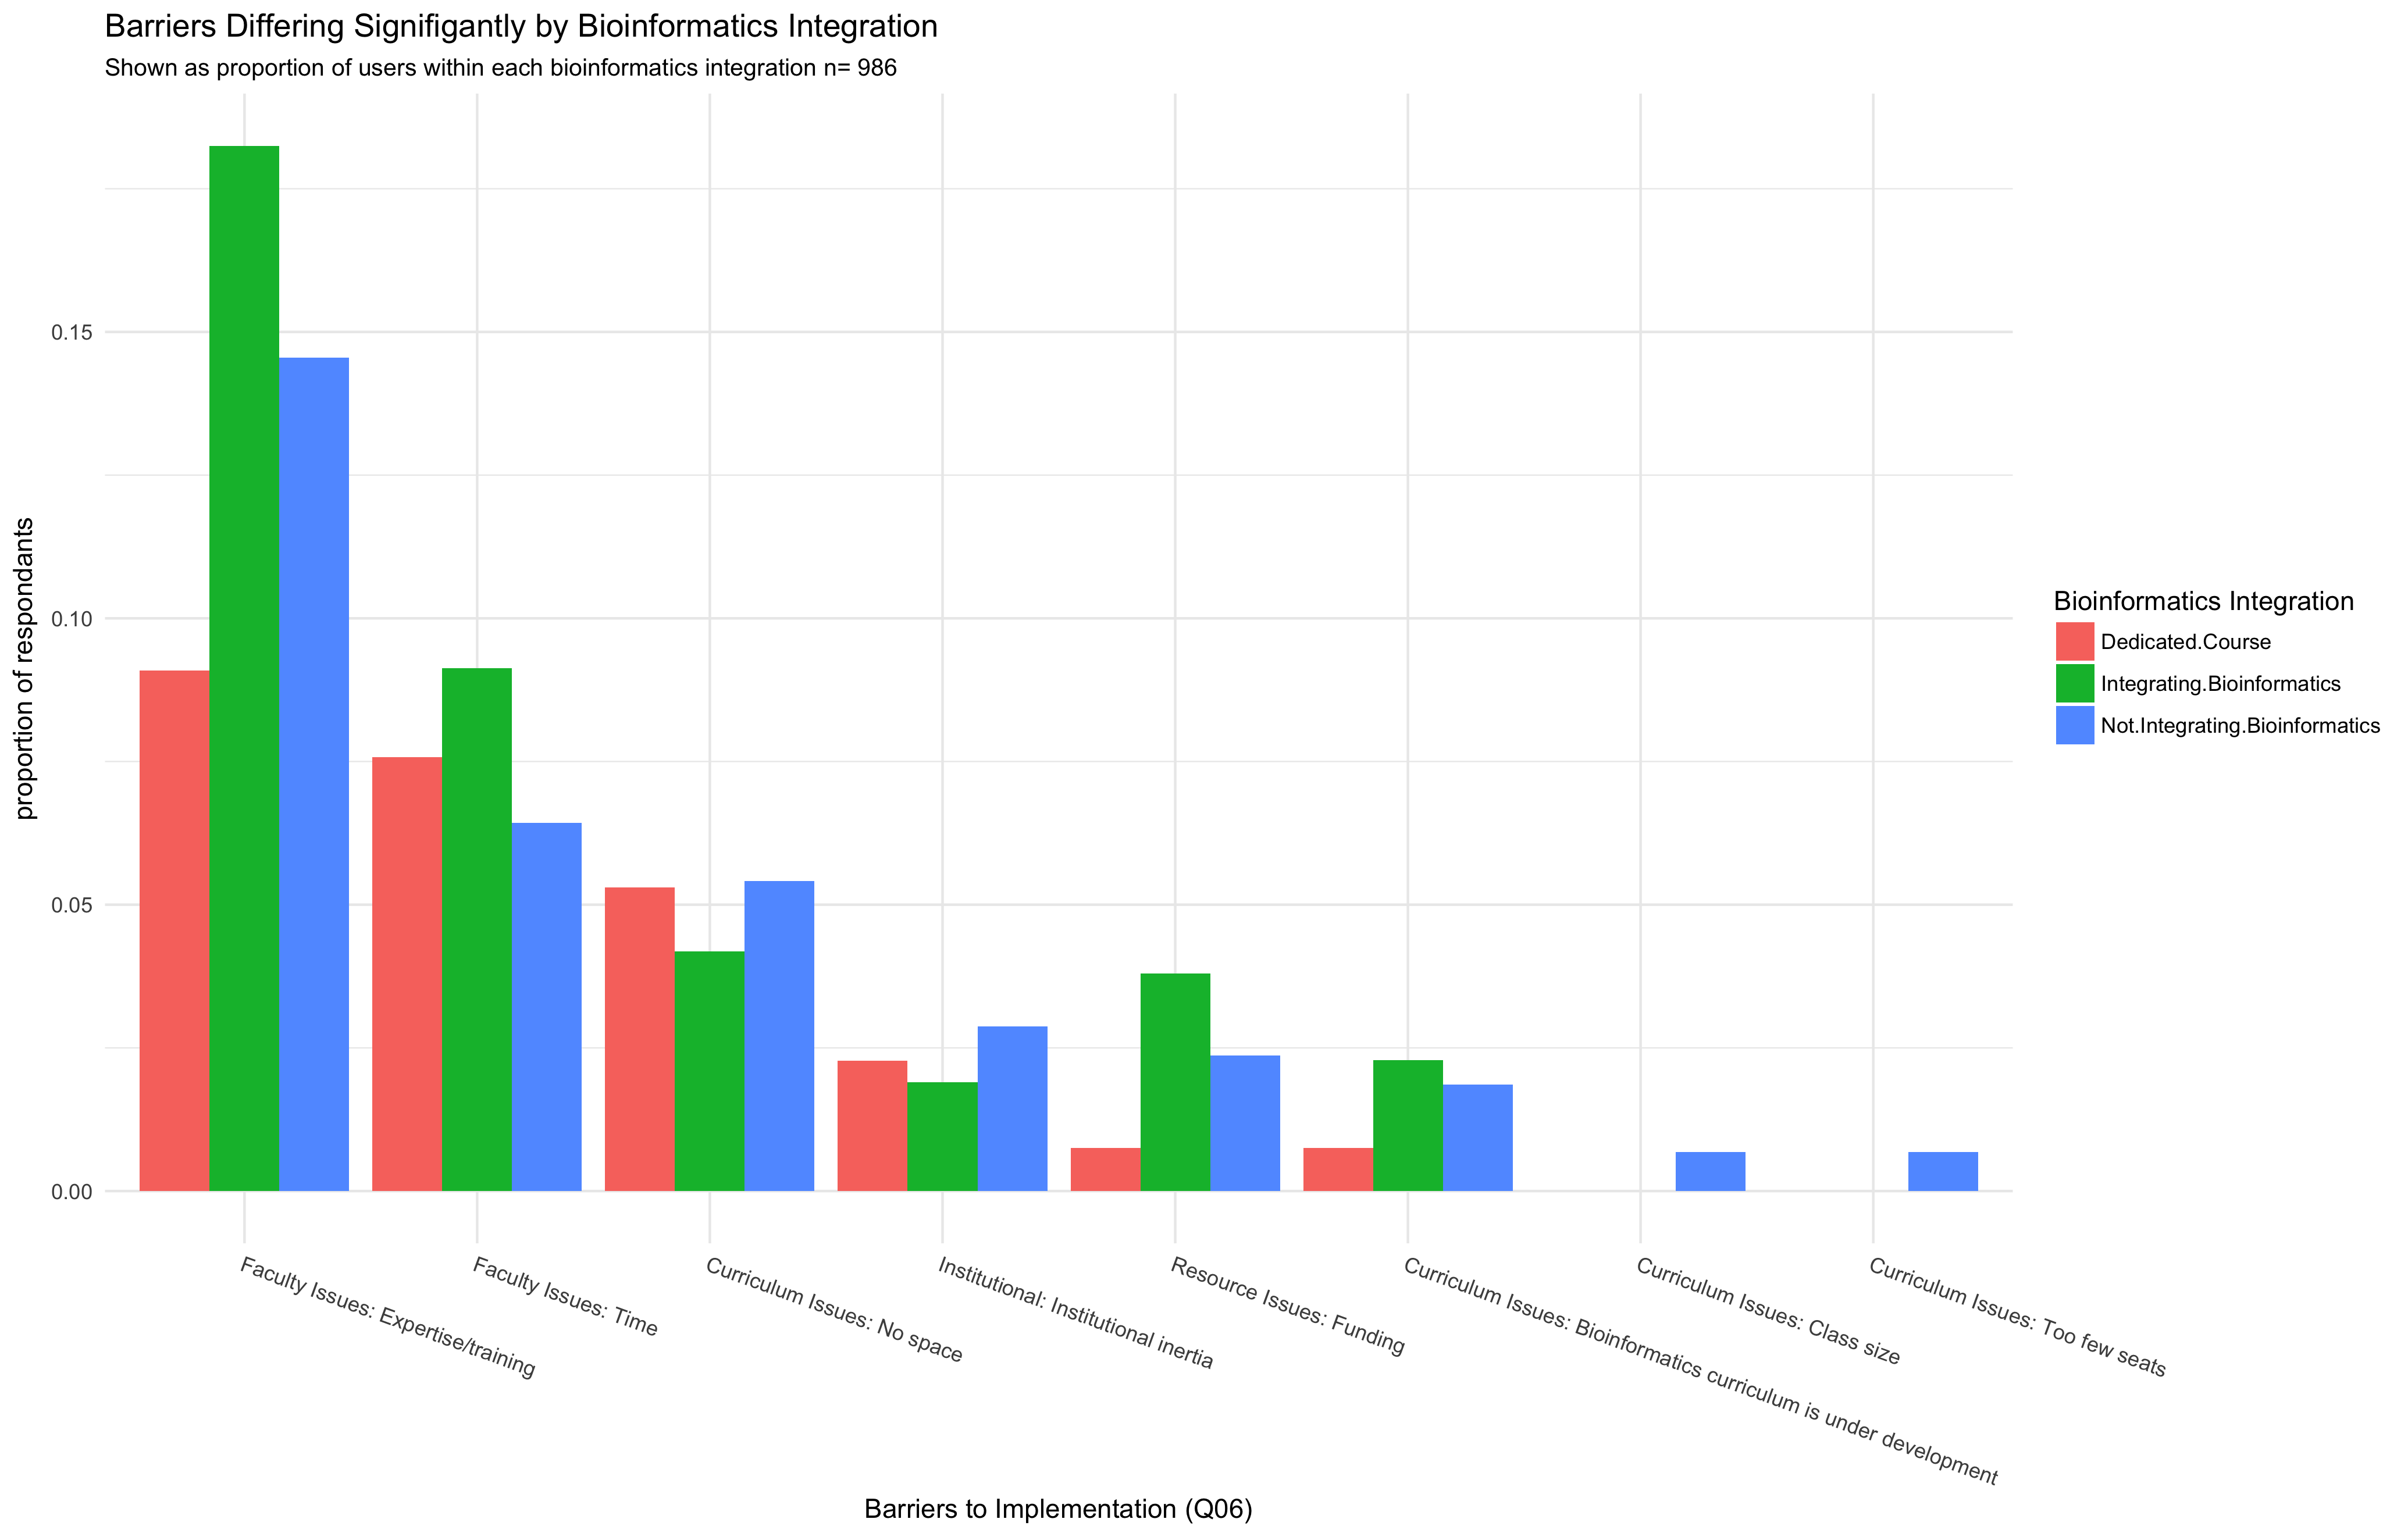 Barriers Differing Signifigantly by Bioinformatics Integration
Shown as proportion of users within each bioinformatics integration n= 986
proportion of respondants
0.15
0.10
0.05
0.00
Faculty Issues: Expertise/training
Faculty Issues: Time
Curriculum Issues: No space
Institutional: Institutional inertia
Resource Issues: Funding
Curriculum Issues: Bioinformatics curriculum is under development
Curriculum Issues: Class size
Curriculum Issues: Too few seats
Barriers to Implementation (Q06)
Bioinformatics Integration
Dedicated.Course
Integrating.Bioinformatics
Not.Integrating.Bioinformatics